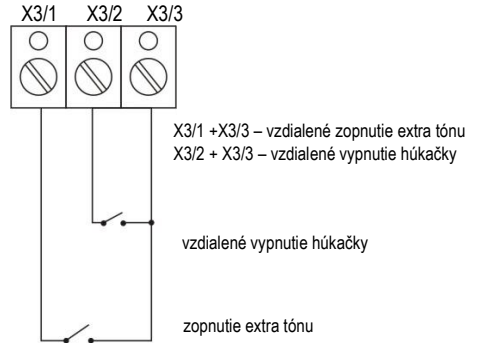 X3/1 X3/2 X3/3
X3/1 +X3/3 – vzdialené zopnutie extra tónu
X3/2 + X3/3 – vzdialené vypnutie húkačky
vzdialené vypnutie húkačky
zopnutie extra tónu